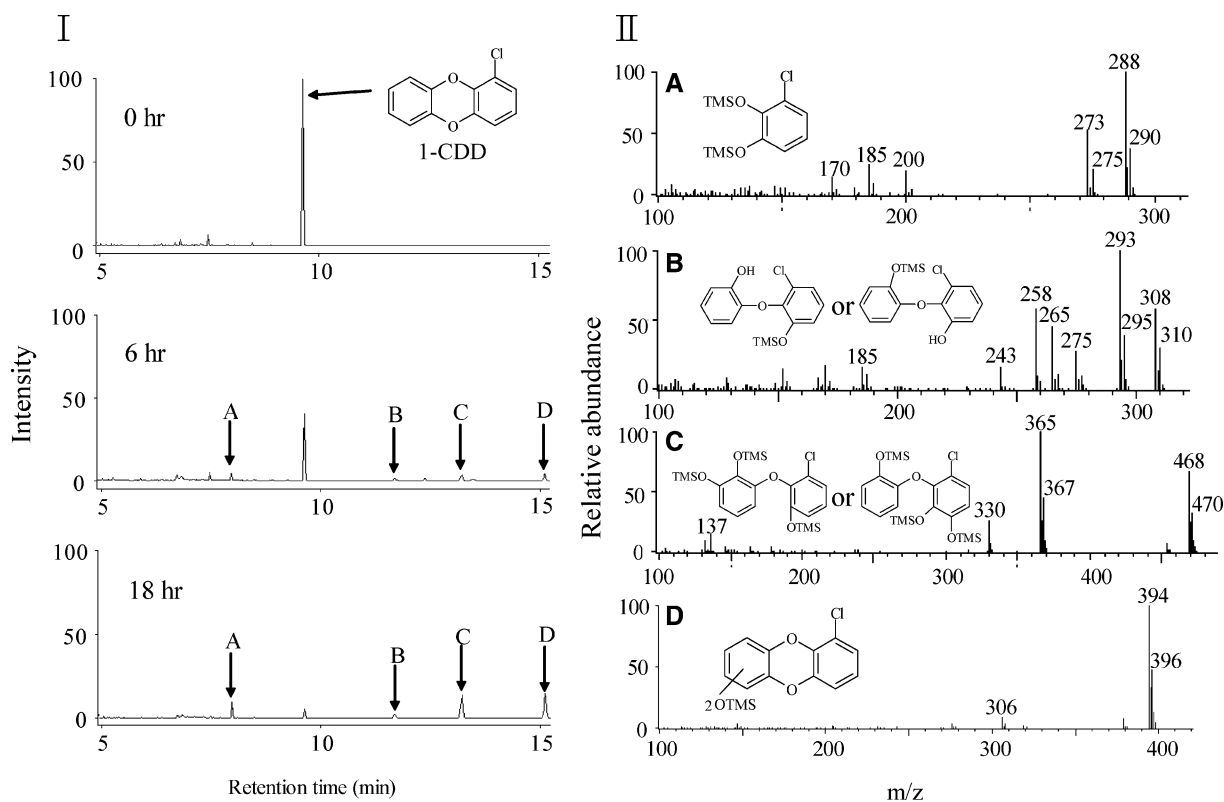 I
Intensity
100
50
0
0 hr
Cl
O
O
1-CDD
5
10
15
100
50
0
6 hr
A
B
C
D
5
10
15
100
50
0
18 hr
A
B
C
D
5
10
15
Retention time (min)
II
Relative abundance
A
100
50
0
Cl
TMSO
TMSO
170
185
200
273
275
288
290
100
200
300
B
100
50
0
OH
Cl
O
TMSO
or
OTMS
Cl
O
HO
185
243
258
265
275
293
295
308
310
100
200
300
C
100
50
0
OTMS
TMSO
Cl
O
OTMS
or
OTMS
Cl
O
TMSO
OTMS
137
330
365
367
468
470
100
200
300
400
D
100
50
0
Cl
O
O
2OTMS
306
394
396
100
200
300
400
m/z